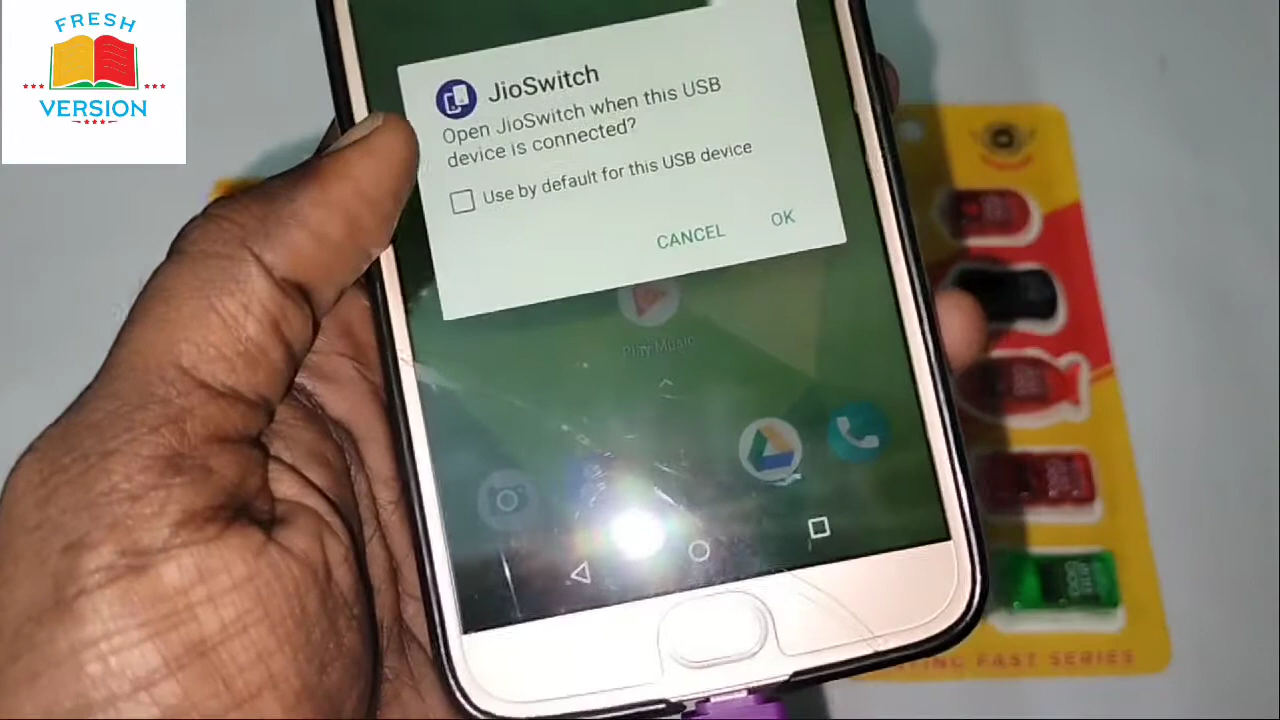 FRESH
VERSION
JioSwitch
Open JioSwitch when this USB
device is connected?
Use by default for this USB device
CANCEL
OK
Play Music
FAST SERIES